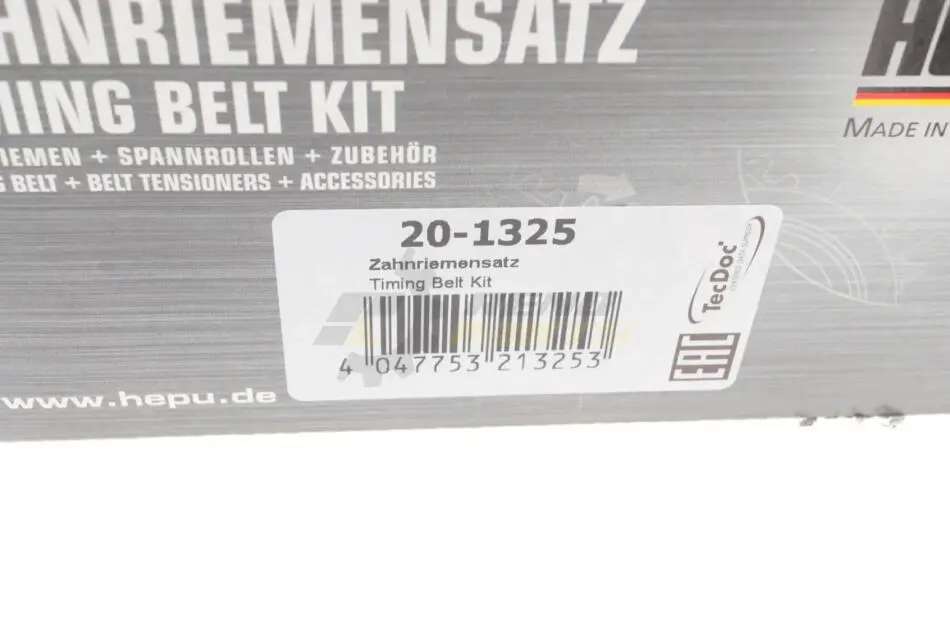 HNRIEMENSATZ
MING BELT KIT
IEMEN + SPANNROLLEN + ZUBEHÖR
G BELT + BELT TENSIONERS + ACCESSORIES
MADE IN
20-1325
Zahnriemensatz
Timing Belt Kit
4 047753 213253
TecDoc
EAC
www.hepu.de